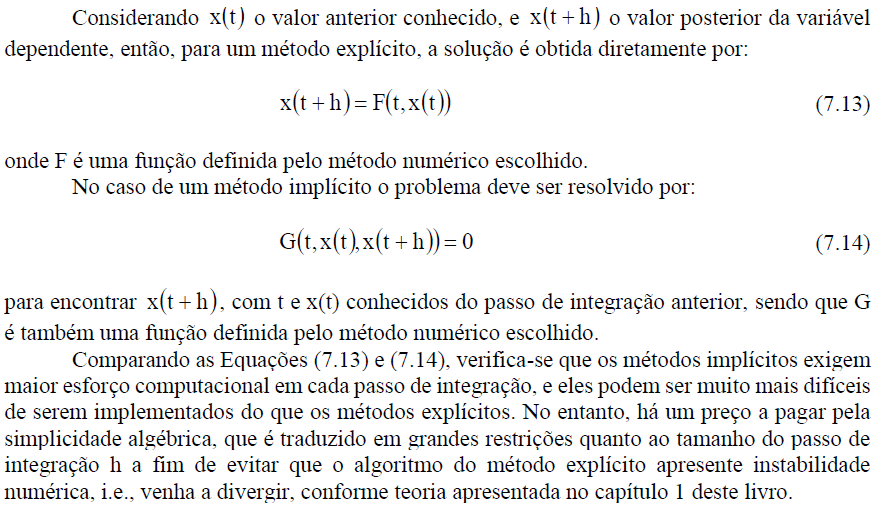 Considerando x(t) o valor anterior conhecido, e x(t + h) o valor posterior da variável
dependente, então, para um método explícito, a solução é obtida diretamente por:
x(t + h) = F(t, x(t)) (7.13)
onde F é uma função definida pelo método numérico escolhido.
No caso de um método implícito o problema deve ser resolvido por:
G(t, x(t), x(t + h)) = 0 (7.14)
para encontrar x(t + h), com t e x(t) conhecidos do passo de integração anterior, sendo que G
é também uma função definida pelo método numérico escolhido.
Comparando as Equações (7.13) e (7.14), verifica-se que os métodos implícitos exigem
maior esforço computacional em cada passo de integração, e eles podem ser muito mais difíceis
de serem implementados do que os métodos explícitos. No entanto, há um preço a pagar pela
simplicidade algébrica, que é traduzido em grandes restrições quanto ao tamanho do passo de
integração h a fim de evitar que o algoritmo do método explícito apresente instabilidade
numérica, i.e., venha a divergir, conforme teoria apresentada no capítulo 1 deste livro.